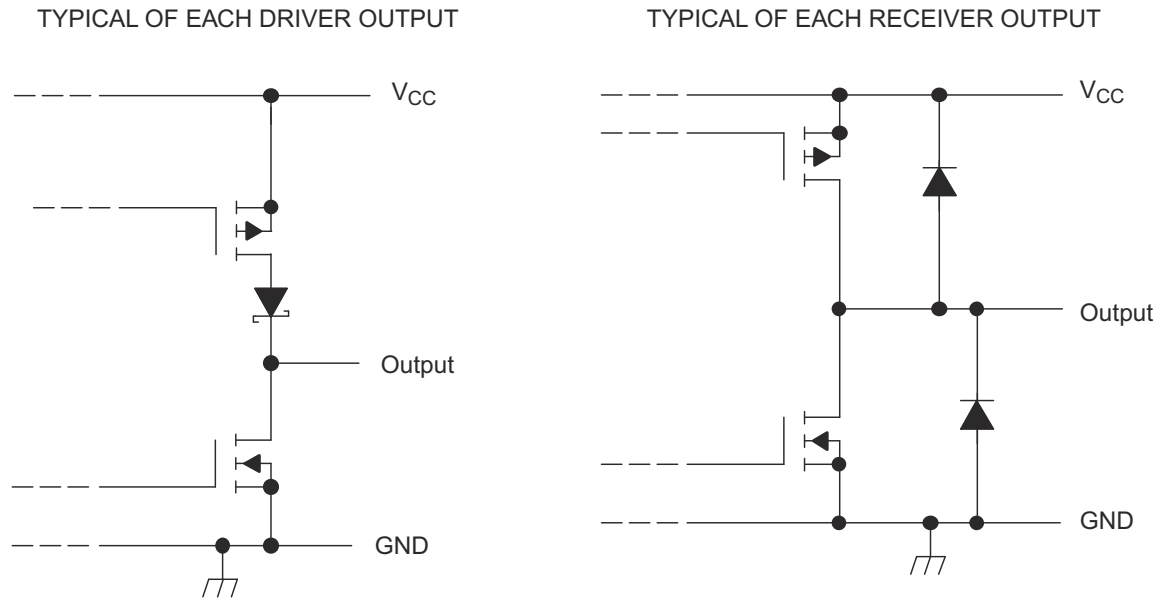 TYPICAL OF EACH DRIVER OUTPUT
VCC
Output
GND
TYPICAL OF EACH RECEIVER OUTPUT
VCC
Output
GND